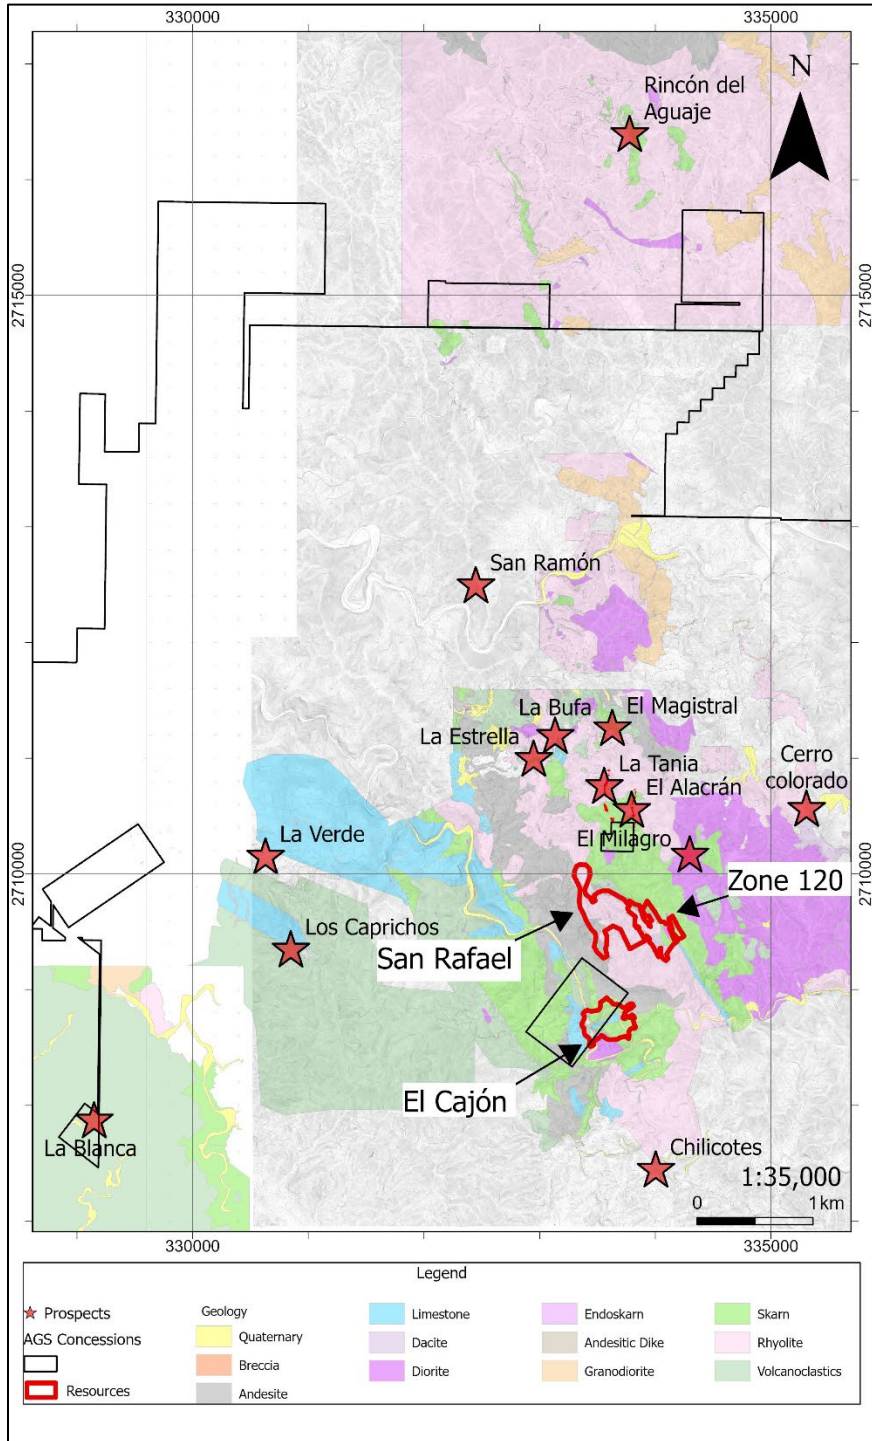 330000
335000
N
Rincón del
Aguaje
2715000
2715000
San Ramón
La Bufa
El Magistral
La Estrella
La Tania
Cerro
colorado
El Alacrán
La Verde
El Milagro
2710000
2710000
Zone 120
Los Caprichos
San Rafael
El Cajón
La Blanca
Chilicotes
1:35,000
0
1 km
330000
335000
Legend
Prospects
AGS Concessions
Resources
Geology
Quaternary
Breccia
Andesite
Limestone
Dacite
Diorite
Endoskarn
Andesitic Dike
Granodiorite
Skarn
Rhyolite
Volcanoclastics